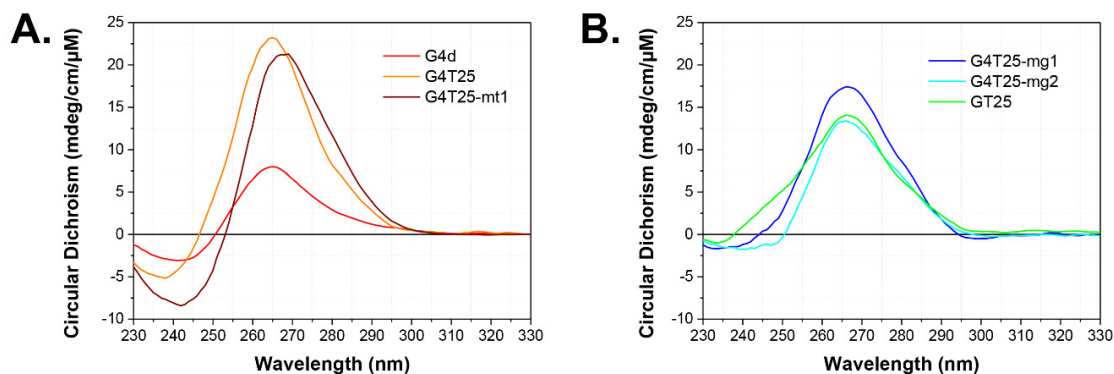 A.
Circular Dichroism (mdeg/cm/µM)
25
20
15
10
5
0
-5
-10
G4d
G4T25
G4T25-mt1
230 240 250 260 270 280 290 300 310 320 330
Wavelength (nm)
B.
Circular Dichorism (mdeg/cm/µM)
25
20
15
10
5
0
-5
-10
G4T25-mg1
G4T25-mg2
GT25
230 240 250 260 270 280 290 300 310 320 330
Wavelength (nm)